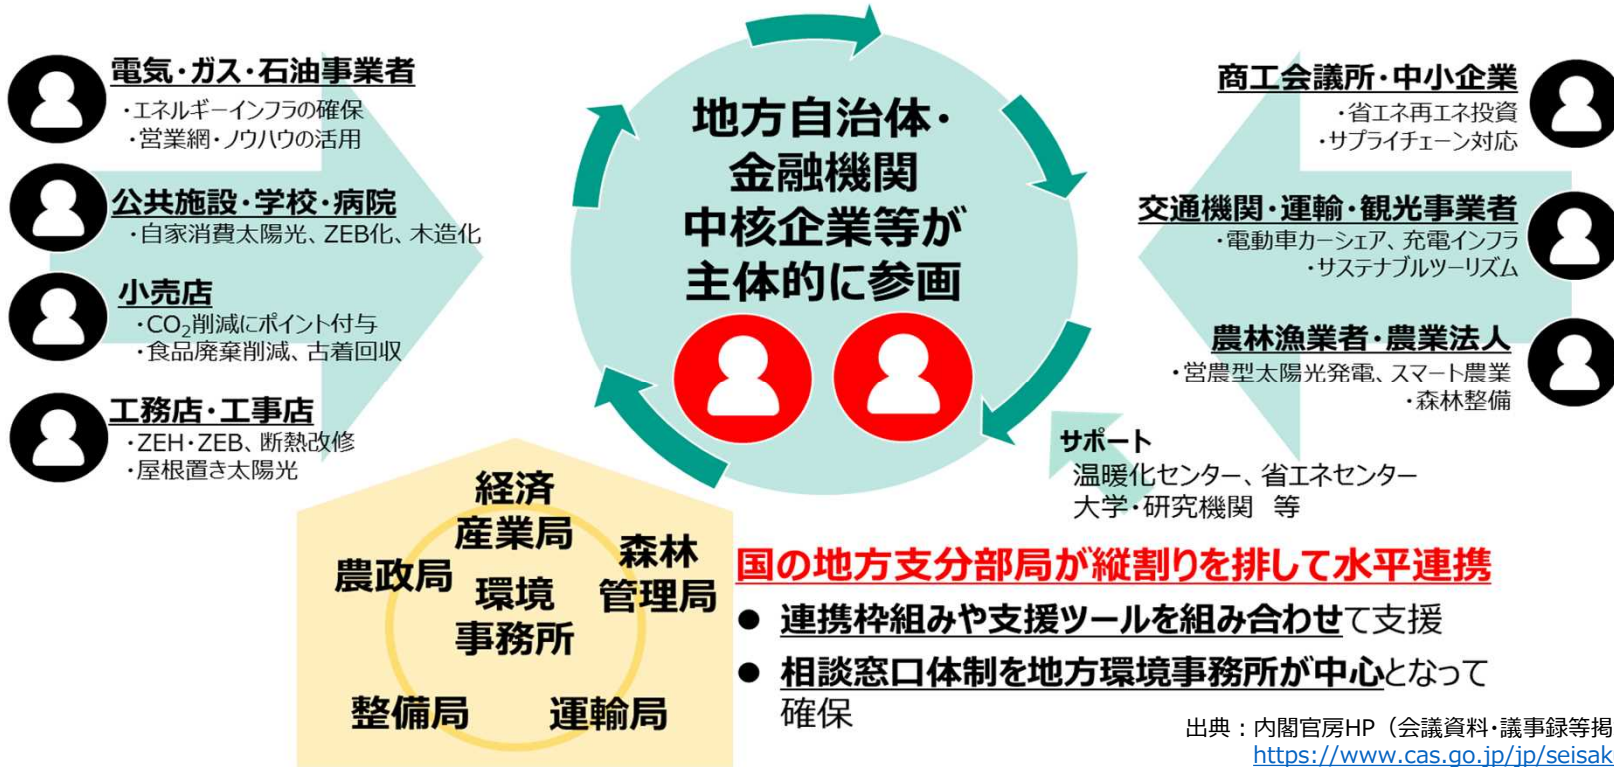 電気・ガス・石油事業者
・エネルギーインフラの確保
・営業網・ノウハウの活用
公共施設・学校・病院
・自家消費太陽光、ZEB化、木造化
小売店
・CO₂削減にポイント付与
・食品廃棄削減、古着回収
工務店・工事店
・ZEH・ZEB、断熱改修
・屋根置き太陽光
地方自治体・
金融機関
中核企業等が
主体的に参画
商工会議所・中小企業
・省エネ再エネ投資
・サプライチェーン対応
交通機関・運輸・観光事業者
・電動車カーシェア、充電インフラ
・サステナブルツーリズム
農林漁業者・農業法人
・営農型太陽光発電、スマート農業
・森林整備
サポート
温暖化センター、省エネセンター
大学・研究機関 等
経済
産業局
農政局
森林
管理局
環境
事務所
整備局
運輸局
国の地方支分部局が縦割りを排して水平連携
● 連携枠組みや支援ツールを組み合わせて支援
● 相談窓口体制を地方環境事務所が中心となって
確保
出典：内閣官房HP（会議資料・議事録等掲
https://www.cas.go.jp/jp/seisak